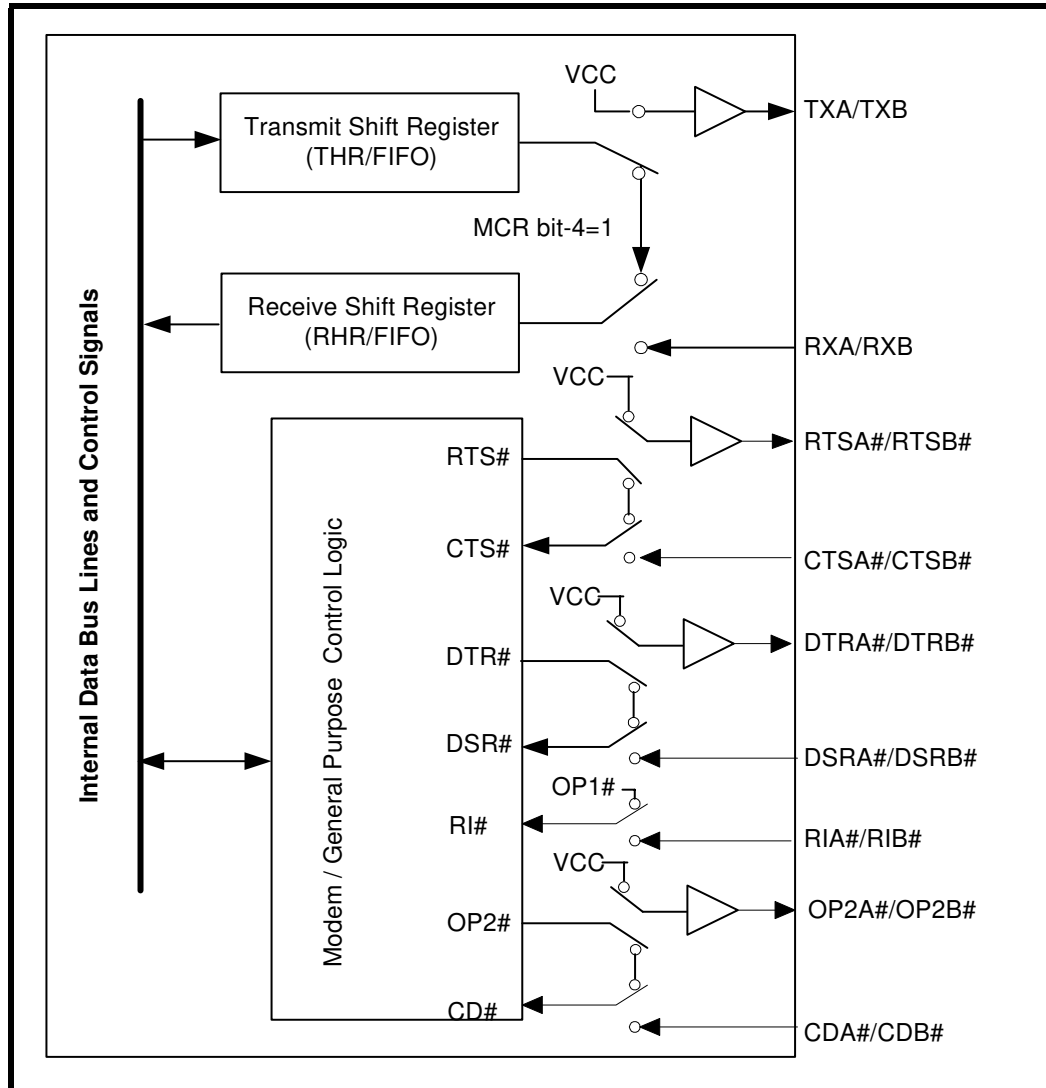 VCC
TXA/TXB
Transmit Shift Register
(THR/FIFO)
MCR bit-4=1
Receive Shift Register
(RHR/FIFO)
RXA/RXB
VCC
RTSA#/RTSB#
RTS#
CTS#
CTSA#/CTSB#
VCC
DTRA#/DTRB#
DTR#
DSR#
DSRA#/DSRB#
OP1#
RI#
RIA#/RIB#
VCC
OP2A#/OP2B#
OP2#
CD#
CDA#/CDB#
Internal Data Bus Lines and Control Signals
Modem / General Purpose Control Logic